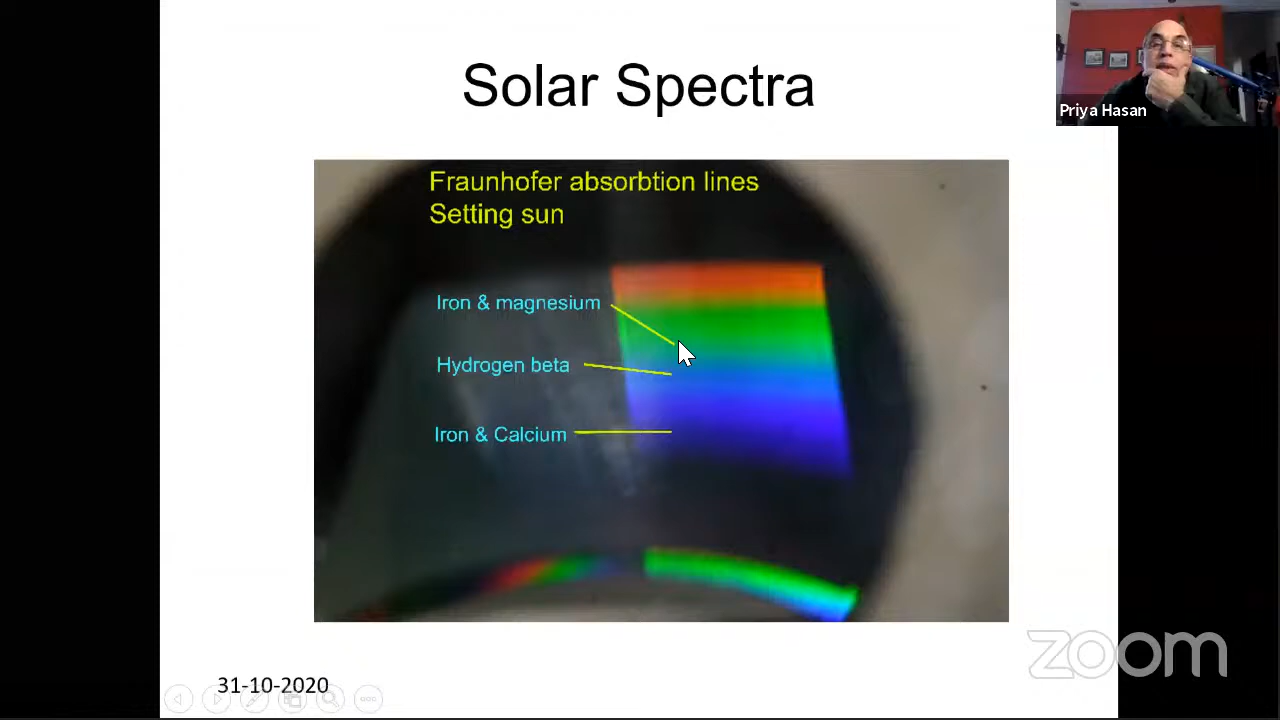 Solar Spectra
Priya Hasan
Fraunhofer absorbtion lines
Setting sun
Iron & magnesium
Hydrogen beta
Iron & Calcium
zoom
31-10-2020